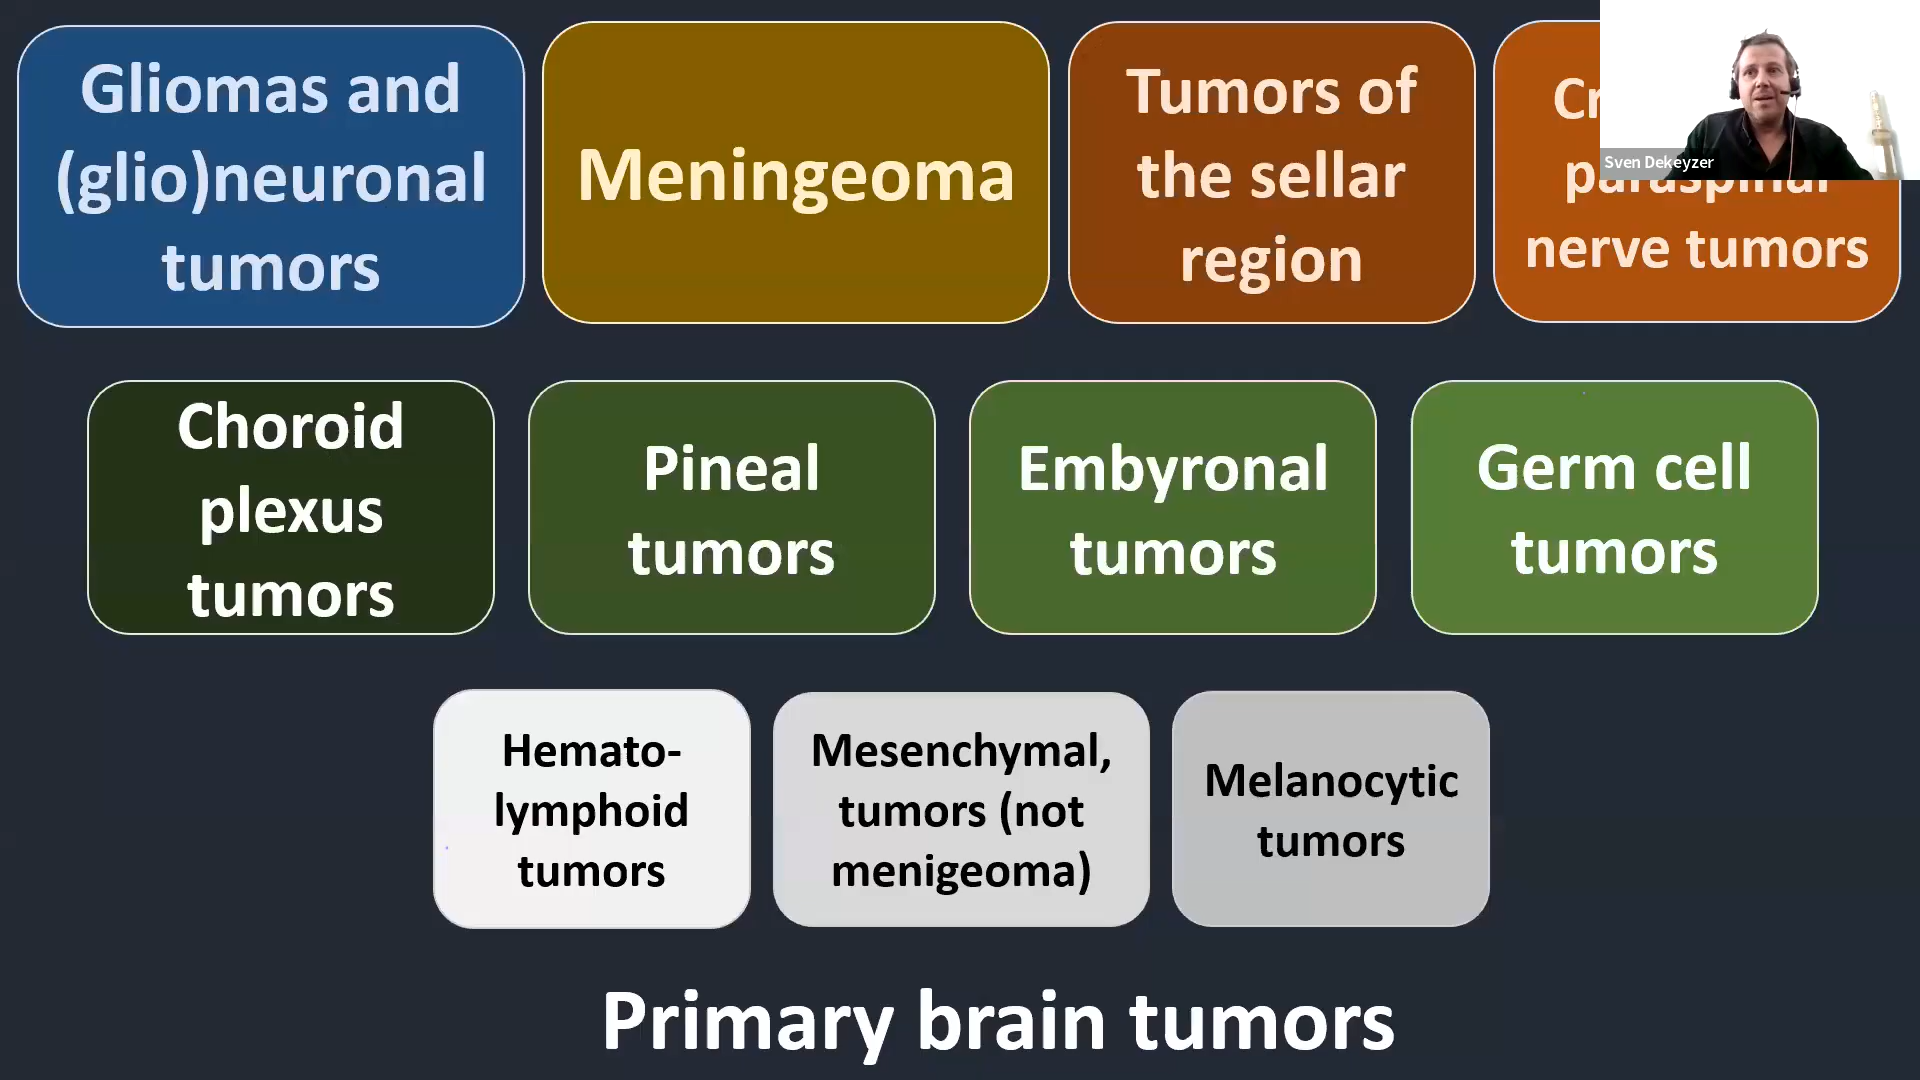 Gliomas and
(glio)neuronal
tumors
Meningeoma
Tumors of
the sellar
region
nerve tumors
Sven Dekeyzer
Choroid
plexus
tumors
Pineal
tumors
Embyronal
tumors
Germ cell
tumors
Hemato-
lymphoid
tumors
Mesenchymal,
tumors (not
menigeoma)
Melanocytic
tumors
Primary brain tumors